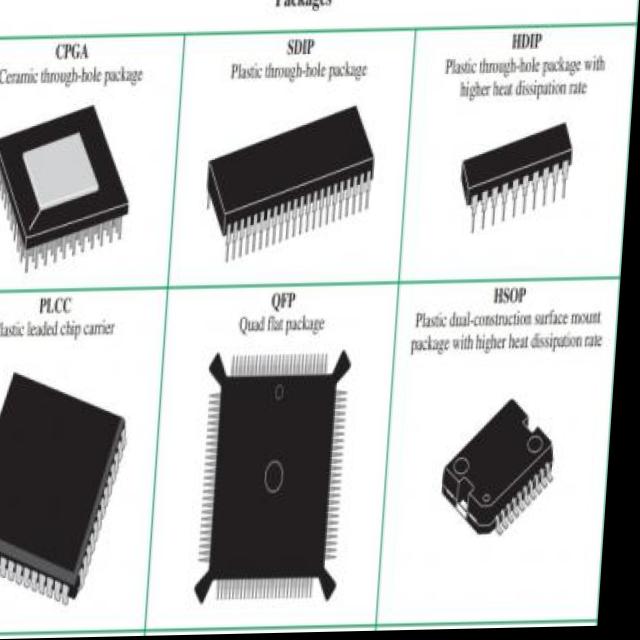 Packages
CPGA
Ceramic through-hole package
SDIP
Plastic through-hole package
HDIP
Plastic through-hole package with
higher heat dissipation rate
PLCC
lastic leaded chip carrier
QFP
Quad flat package
HSOP
Plastic dual-construction surface mount
package with higher heat dissipation rate